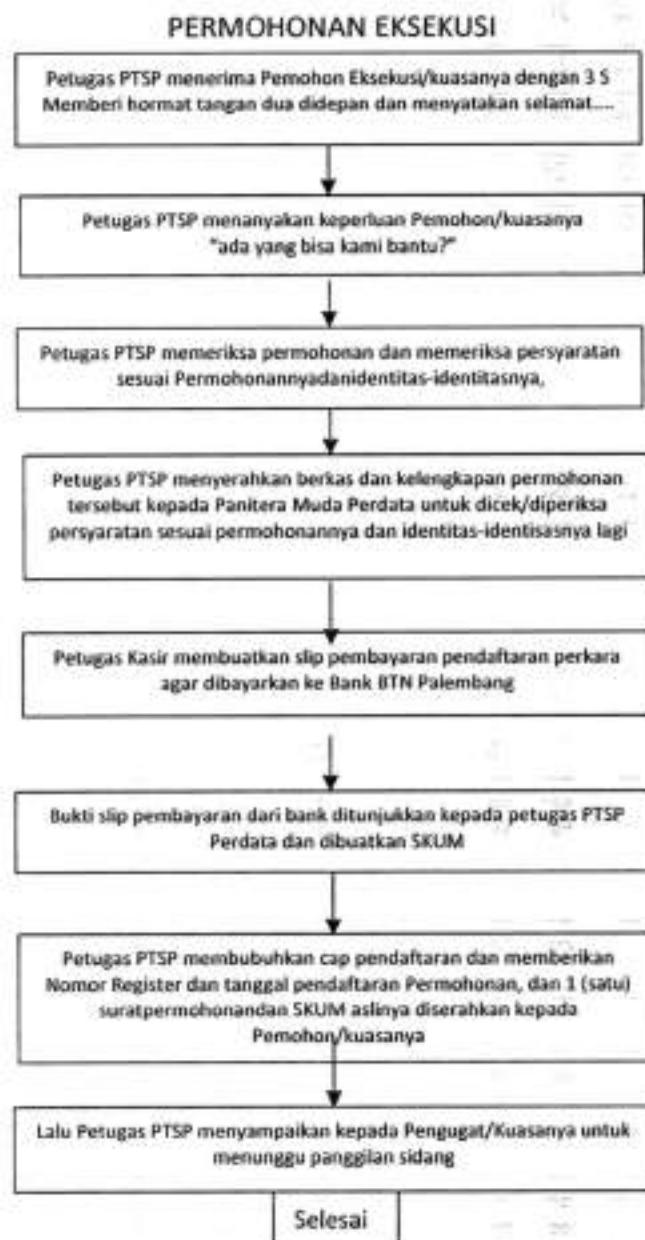 PERMOHONAN EKSEKUSI
Petugas PTSP menerima Pemohon Eksekusi/kuasanya dengan 3 S
Memberi hormat tangan dua didepan dan menyatakan selamat....
Petugas PTSP menanyakan keperluan Pemohon/kuasanya
"ada yang bisa kami bantu?"
Petugas PTSP memeriksa permohonan dan memeriksa persyaratan
sesuai Permohonannyadanidentitas-identitasnya,
Petugas PTSP menyerahkan berkas dan kelengkapan permohonan
tersebut kepada Panitera Muda Perdata untuk dicek/diperiksa
persyaratan sesuai permohonannya dan identitas-identisasnya lagi
Petugas Kasir membuatkan slip pembayaran pendaftaran perkara
agar dibayarkan ke Bank BTN Palembang
Bukti slip pembayaran dari bank ditunjukkan kepada petugas PTSP
Perdata dan dibuatkan SKUM
Petugas PTSP membubuhkan cap pendaftaran dan memberikan
Nomor Register dan tanggal pendaftaran Permohonan, dan 1 (satu)
suratpermohonandan SKUM aslinya diserahkan kepada
Pemohon/kuasanya
Lalu Petugas PTSP menyampaikan kepada Pengugat/Kuasanya untuk
menunggu panggilan sidang
Selesai